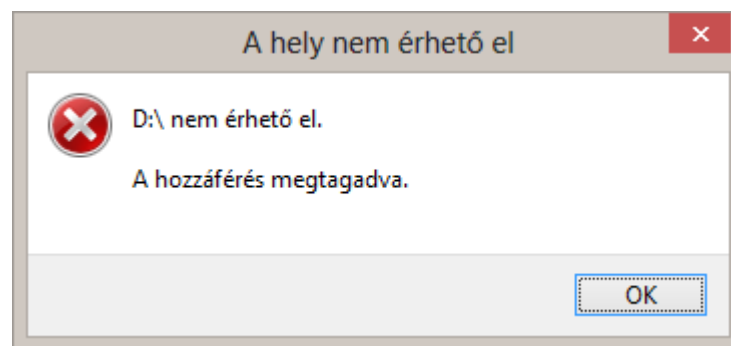 A hely nem érhető el
D:\ nem érhető el.
A hozzáférés megtagadva.
OK